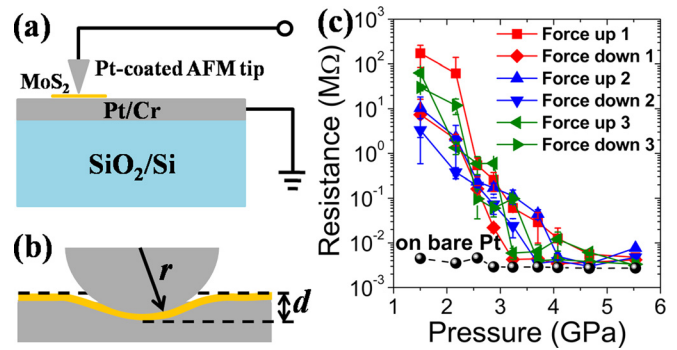 (a)
MoS2
Pt-coated AFM tip
Pt/Cr
SiO2/Si
(b)
r
d
(c)
Resistance (MΩ)
10^3
10^2
10^1
10^0
10^-1
10^-2
10^-3
Force up 1
Force down 1
Force up 2
Force down 2
Force up 3
Force down 3
on bare Pt
1 2 3 4 5 6
Pressure (GPa)